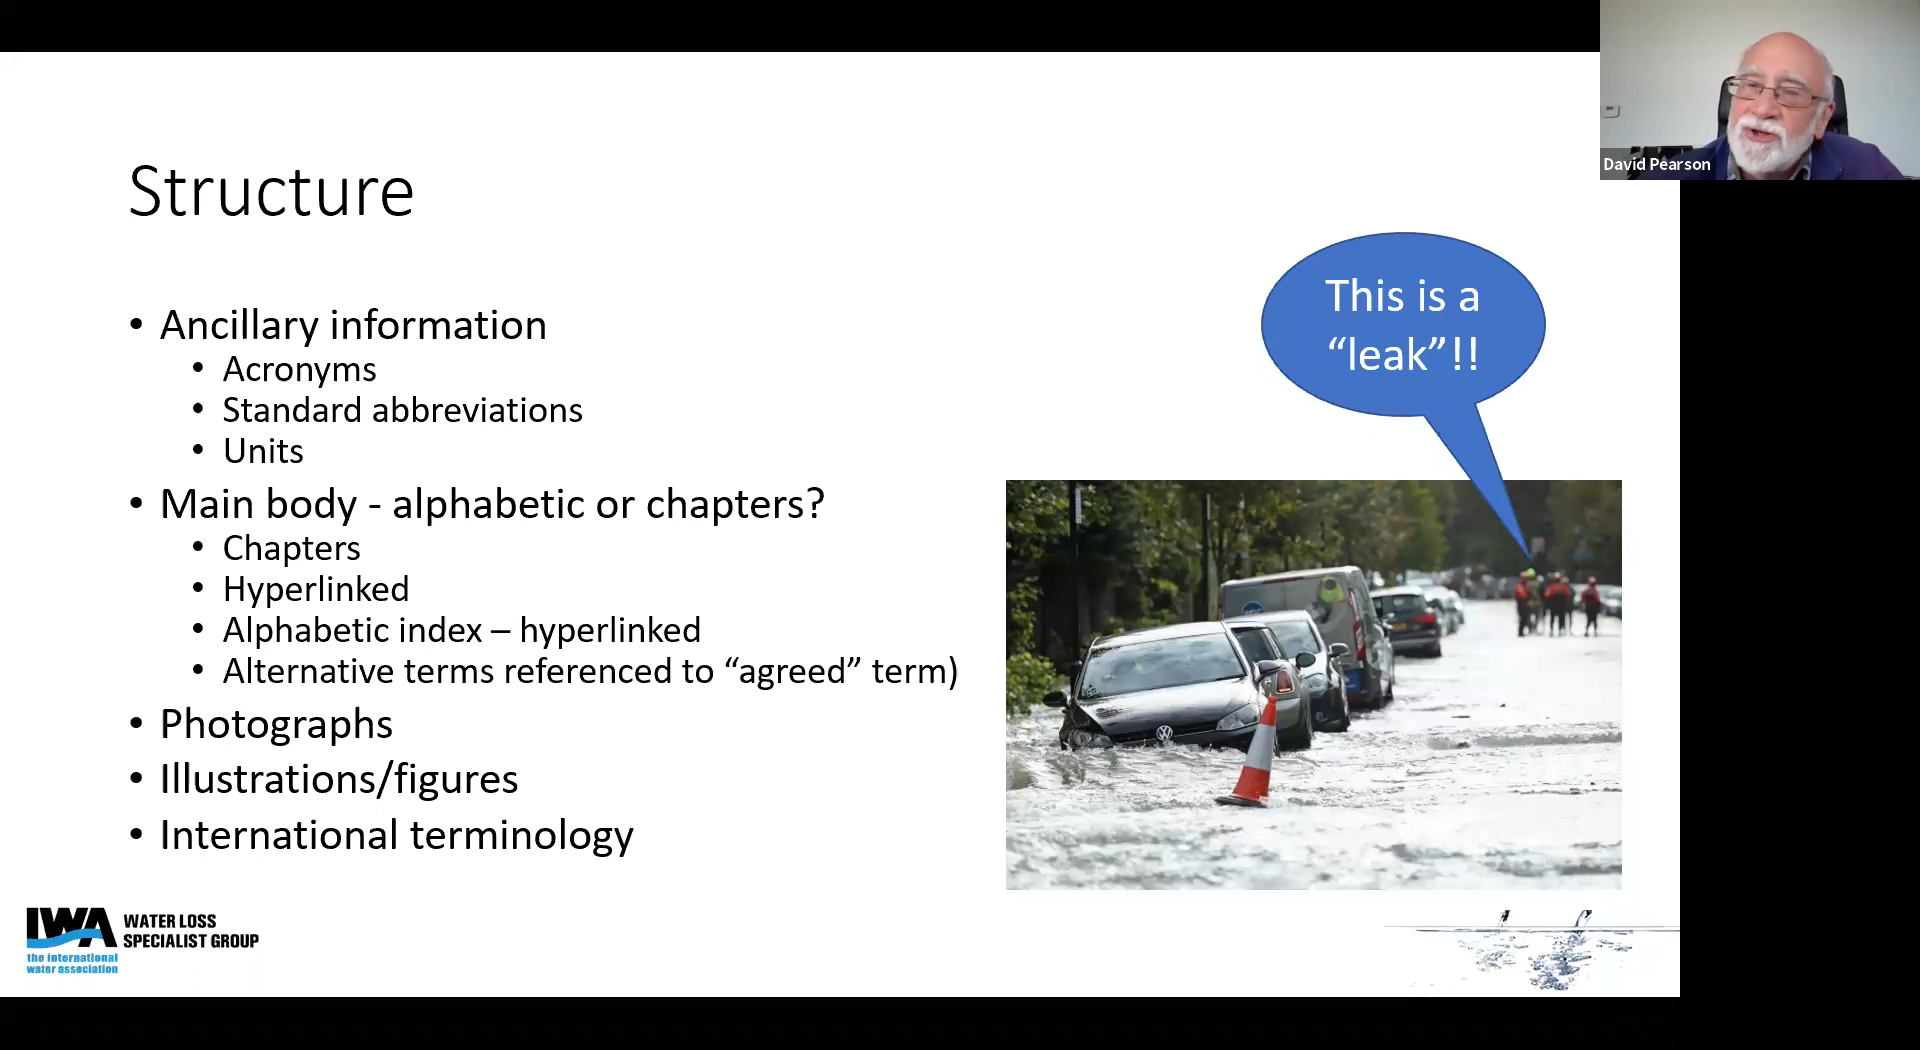 David Pearson
Structure
This is a
“leak”!!
• Ancillary information
• Acronyms
• Standard abbreviations
• Units
• Main body - alphabetic or chapters?
• Chapters
• Hyperlinked
• Alphabetic index – hyperlinked
• Alternative terms referenced to “agreed” term)
• Photographs
• Illustrations/figures
• International terminology
IWA WATER LOSS
SPECIALIST GROUP
the international
water association